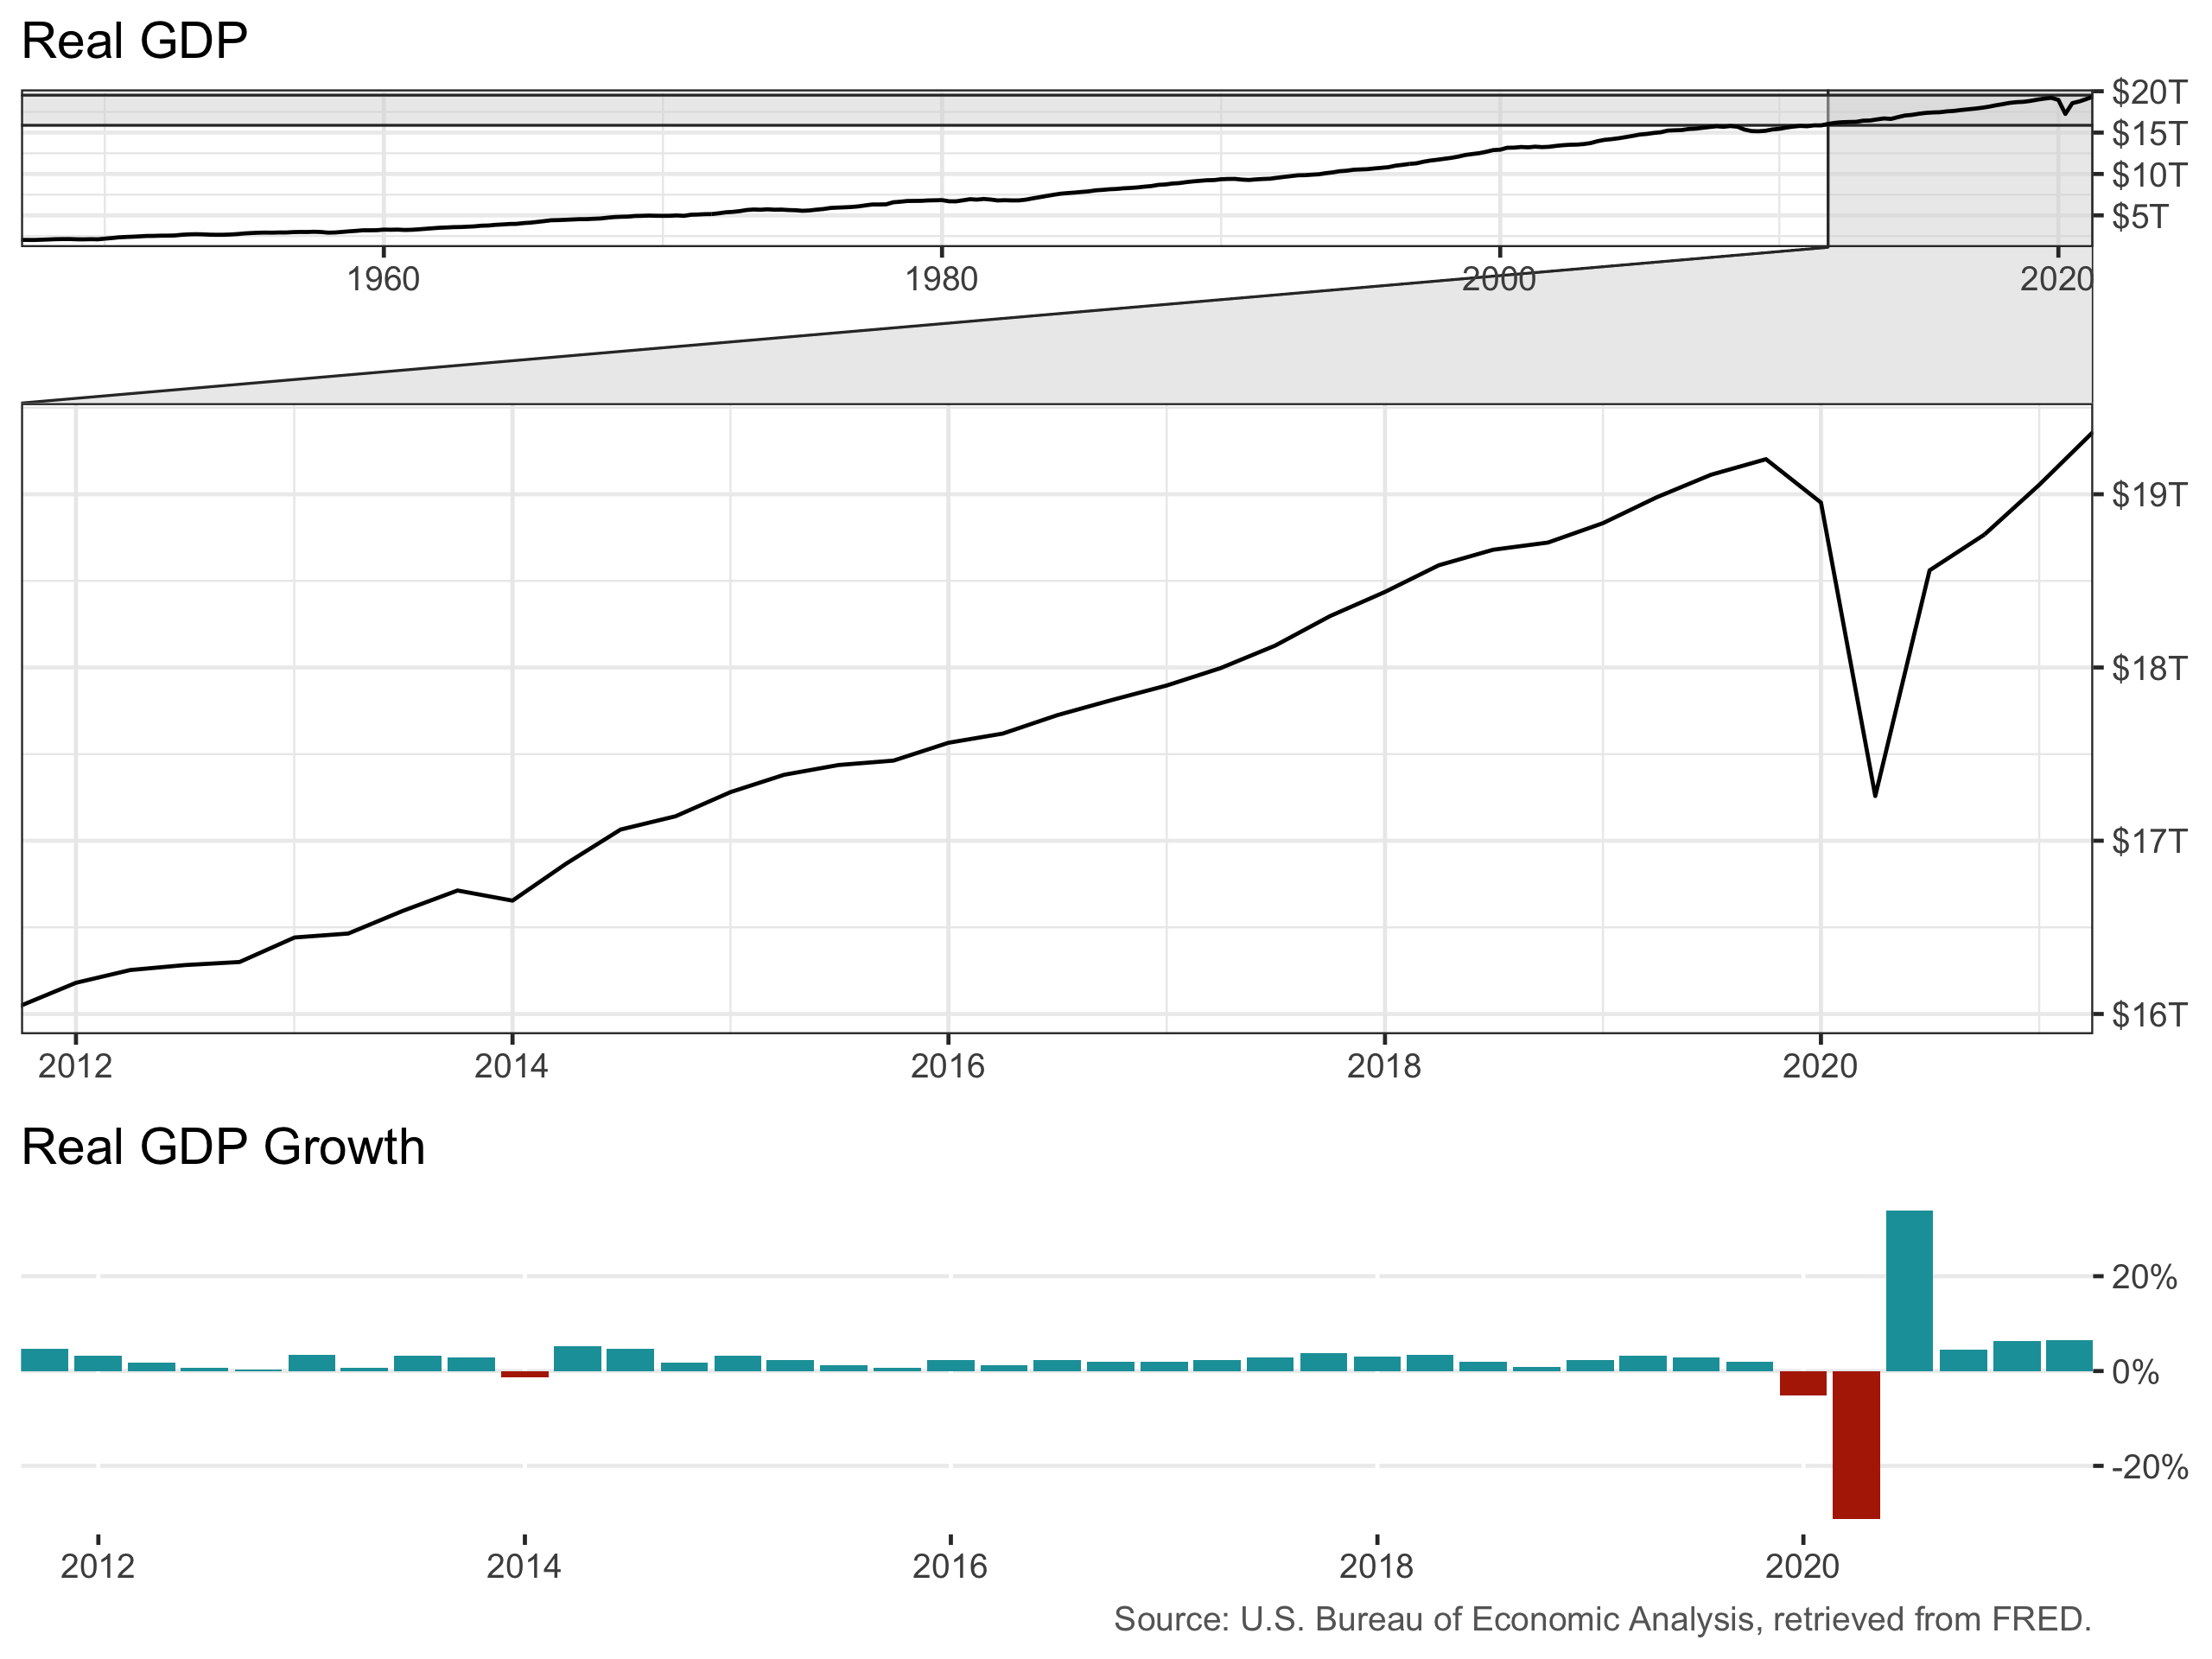 Real GDP
$20T
$15T
$10T
$5T
1960 1980 2000 2020
$19T
$18T
$17T
$16T
2012 2014 2016 2018 2020
Real GDP Growth
20%
0%
-20%
2012 2014 2016 2018 2020
Source: U.S. Bureau of Economic Analysis, retrieved from FRED.